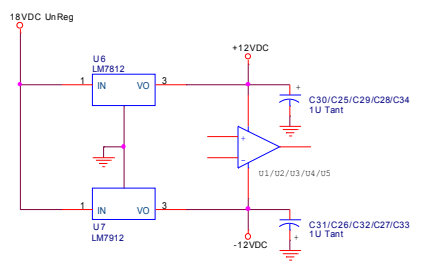 18VDC UnReg
+12VDC
U6
LM7812
1 IN VO 3
+
C30/C25/C29/C28/C34
1U Tant
+
−
U1/U2/U3/U4/U5
1 IN VO 3
U7
LM7912
-12VDC
C31/C26/C32/C27/C33
1U Tant
+